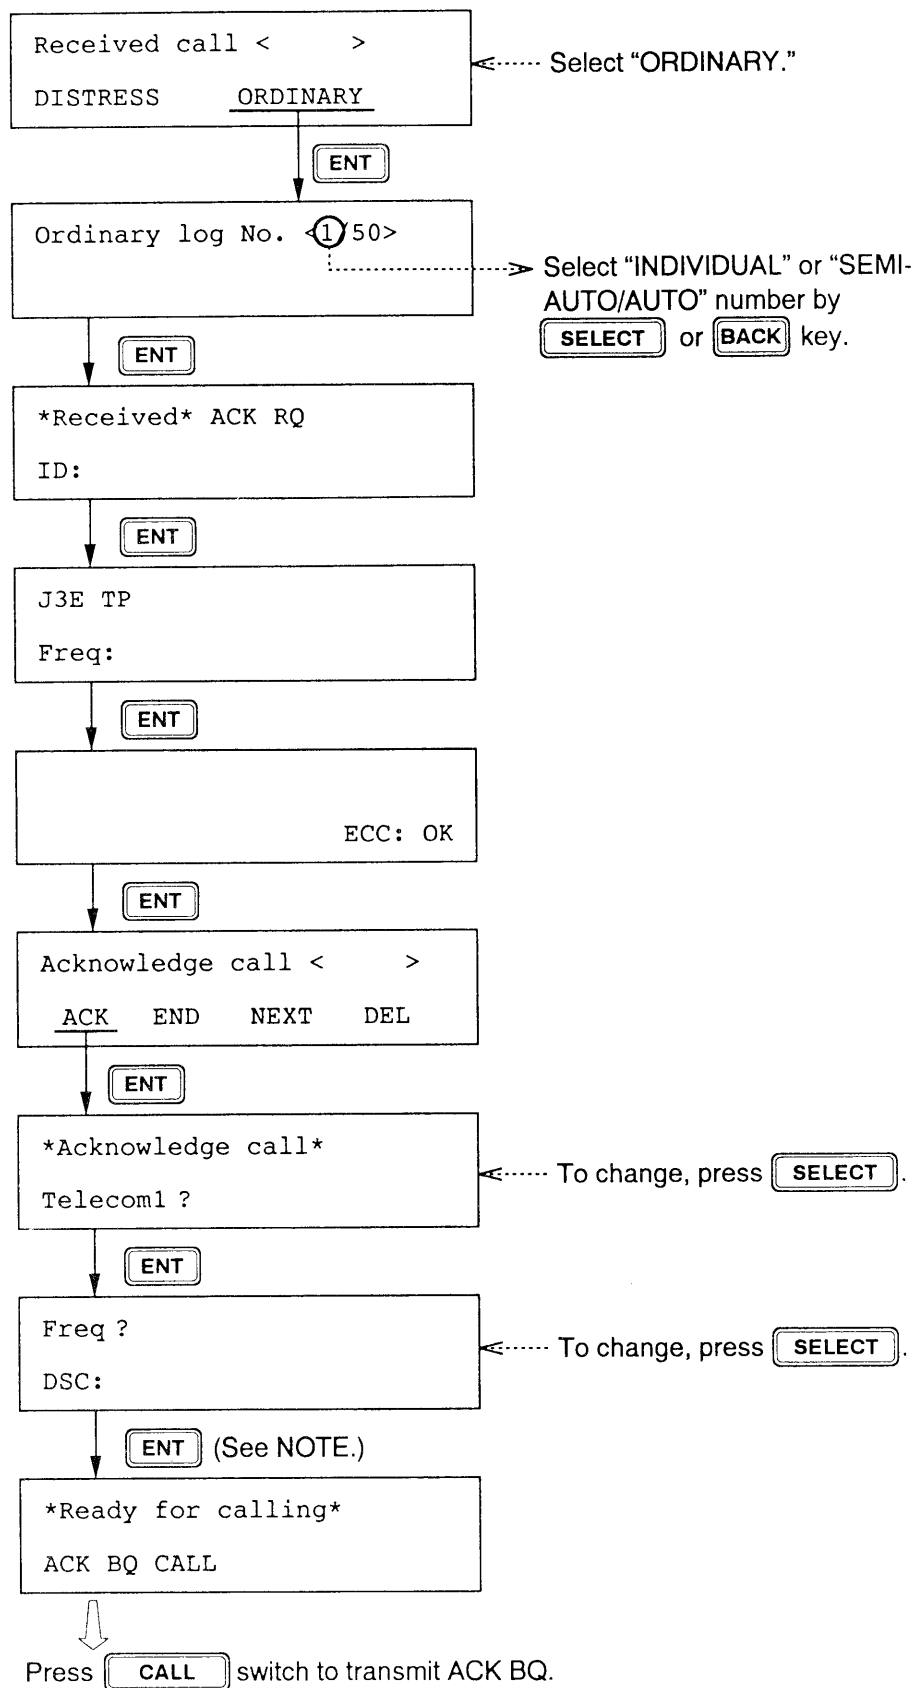 Received call <      >
Select “ORDINARY.”
DISTRESS ORDINARY
ENT
Ordinary log No. <1/50>
Select “INDIVIDUAL” or “SEMI-
AUTO/AUTO” number by
SELECT or BACK key.
ENT
*Received* ACK RQ
ID:
ENT
J3E TP
Freq:
ENT
ECC: OK
ENT
Acknowledge call <      >
ACK END NEXT DEL
ENT
*Acknowledge call*
To change, press SELECT.
Telecom1 ?
ENT
Freq ?
To change, press SELECT.
DSC:
ENT (See NOTE.)
*Ready for calling*
ACK BQ CALL
Press CALL switch to transmit ACK BQ.